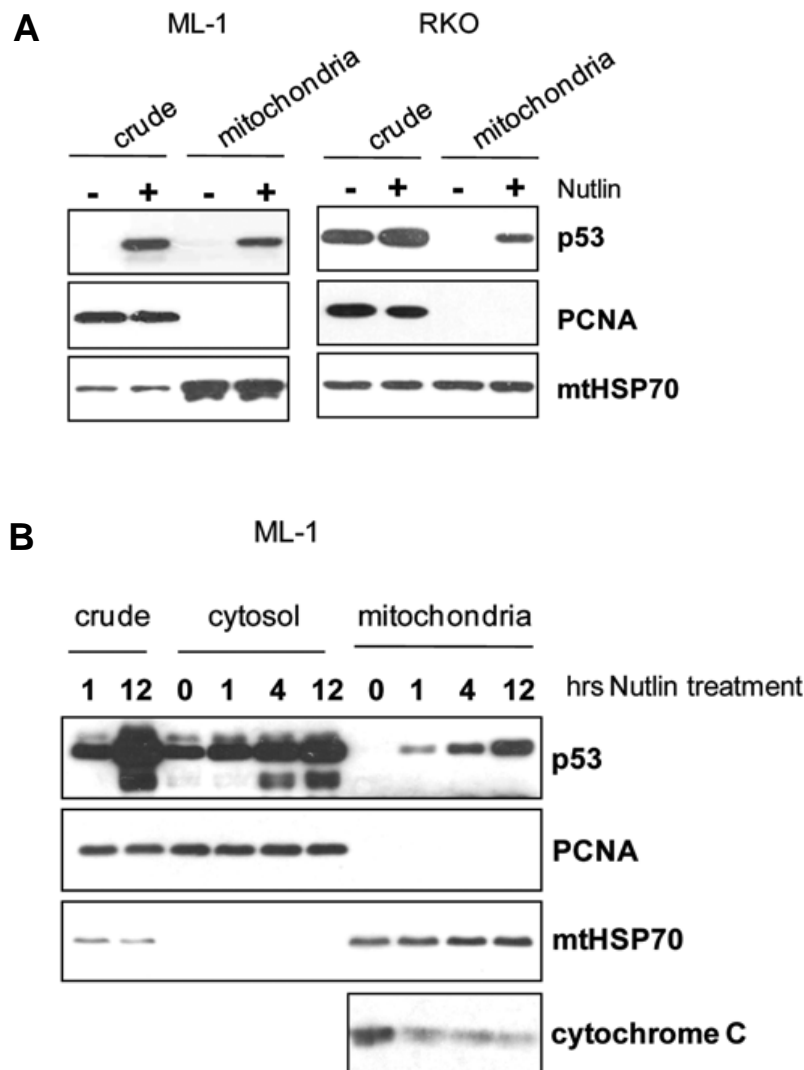 A
ML-1 RKO
crude mitochondria crude mitochondria
- + - + - + - + Nutlin
p53
PCNA
mtHSP70
B
ML-1
crude cytosol mitochondria
1 12 0 1 4 12 0 1 4 12 hrs Nutlin treatment
p53
PCNA
mtHSP70
cytochrome C